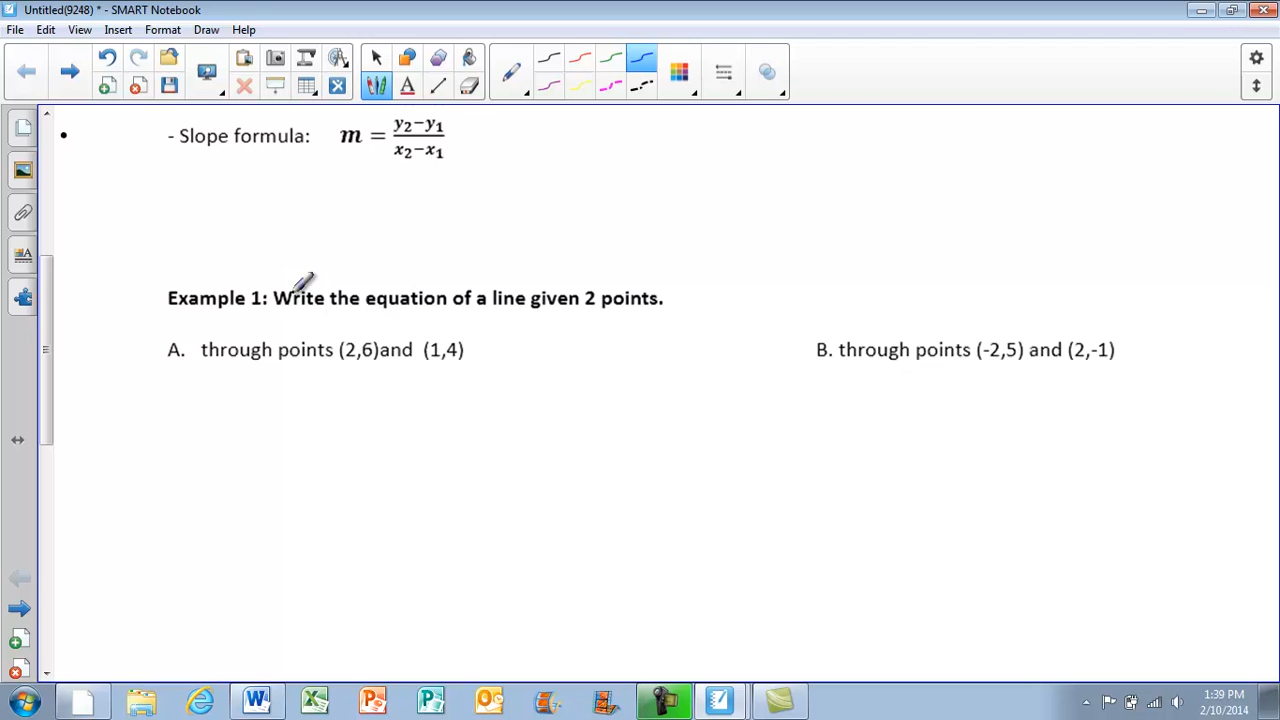 Untitled(9248) * - SMART Notebook
File Edit View Insert Format Draw Help
- Slope formula: m = y₂−y₁ / x₂−x₁
Example 1: Write the equation of a line given 2 points.
A. through points (2,6)and (1,4)
B. through points (-2,5) and (2,-1)
1:39 PM
2/10/2014